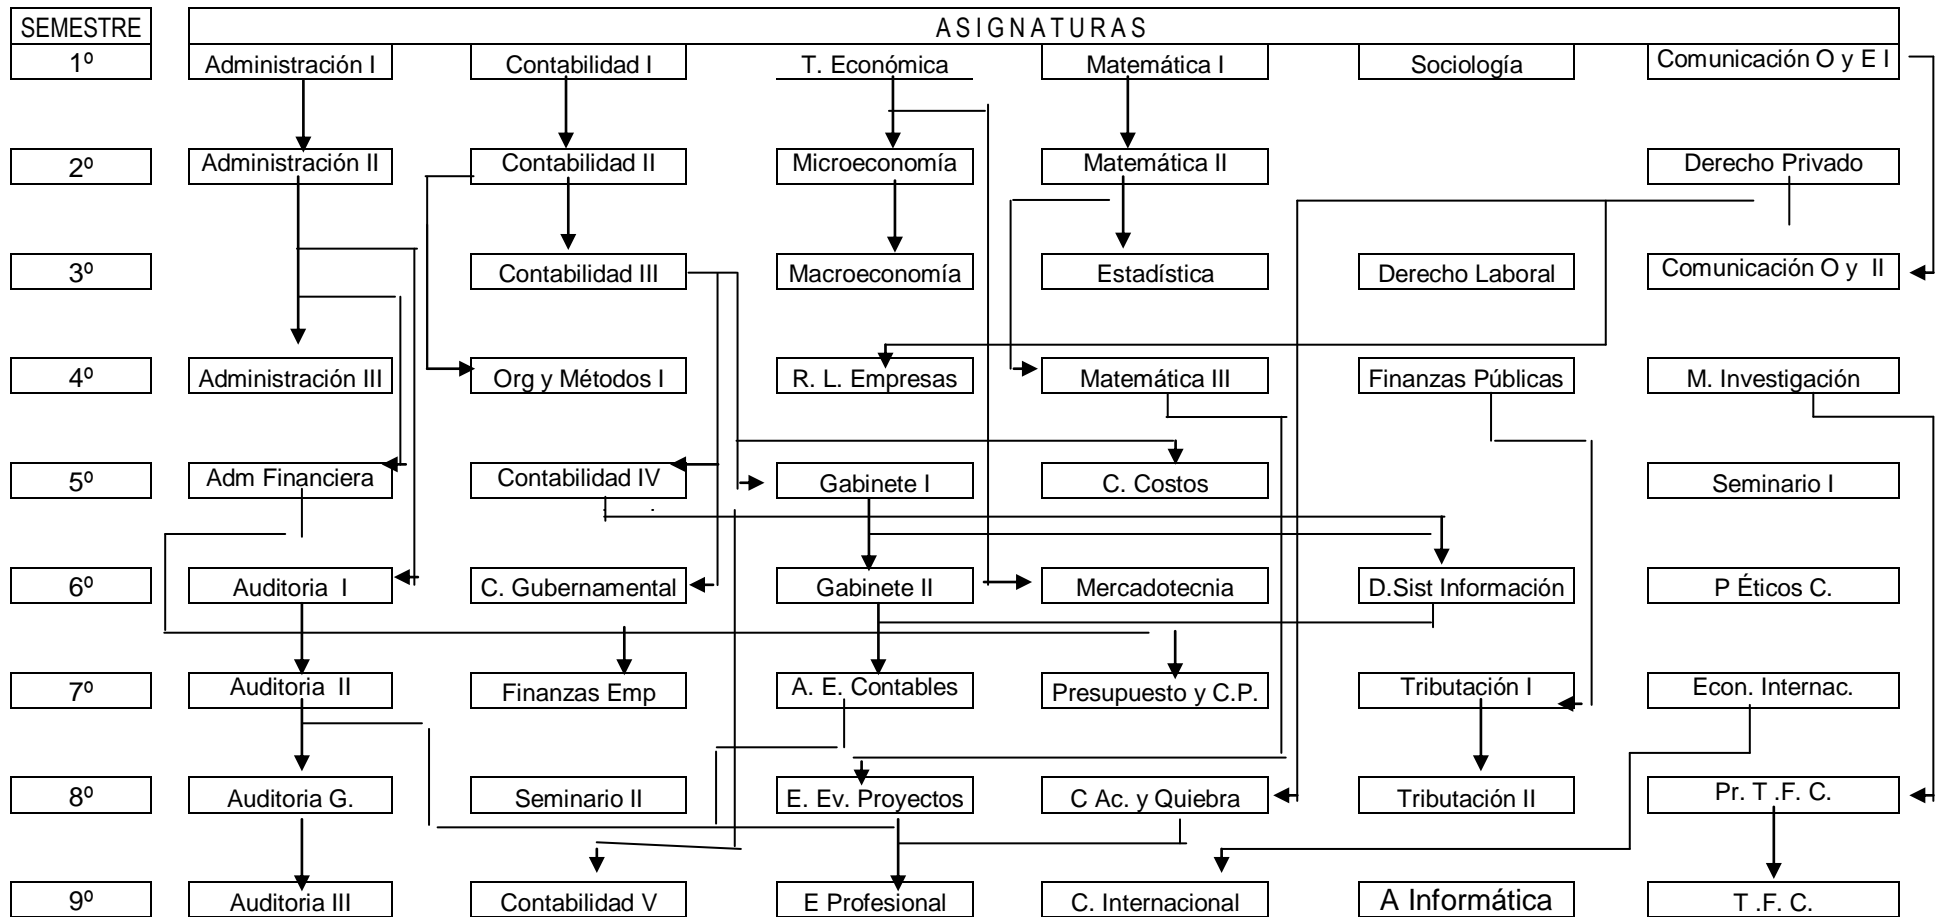 SEMESTRE
ASIGNATURAS
1º
Administración I
Contabilidad I
T. Económica
Matemática I
Sociología
Comunicación O y E I
2º
Administración II
Contabilidad II
Microeconomía
Matemática II
Derecho Privado
3º
Contabilidad III
Macroeconomía
Estadística
Derecho Laboral
Comunicación O y II
4º
Administración III
Org y Métodos I
R. L. Empresas
Matemática III
Finanzas Públicas
M. Investigación
5º
Adm Financiera
Contabilidad IV
Gabinete I
C. Costos
Seminario I
6º
Auditoria I
C. Gubernamental
Gabinete II
Mercadotecnia
D.Sist Información
P Éticos C.
7º
Auditoria II
Finanzas Emp
A. E. Contables
Presupuesto y C.P.
Tributación I
Econ. Internac.
8º
Auditoria G.
Seminario II
E. Ev. Proyectos
C Ac. y Quiebra
Tributación II
Pr. T .F. C.
9º
Auditoria III
Contabilidad V
E Profesional
C. Internacional
A Informática
T .F. C.